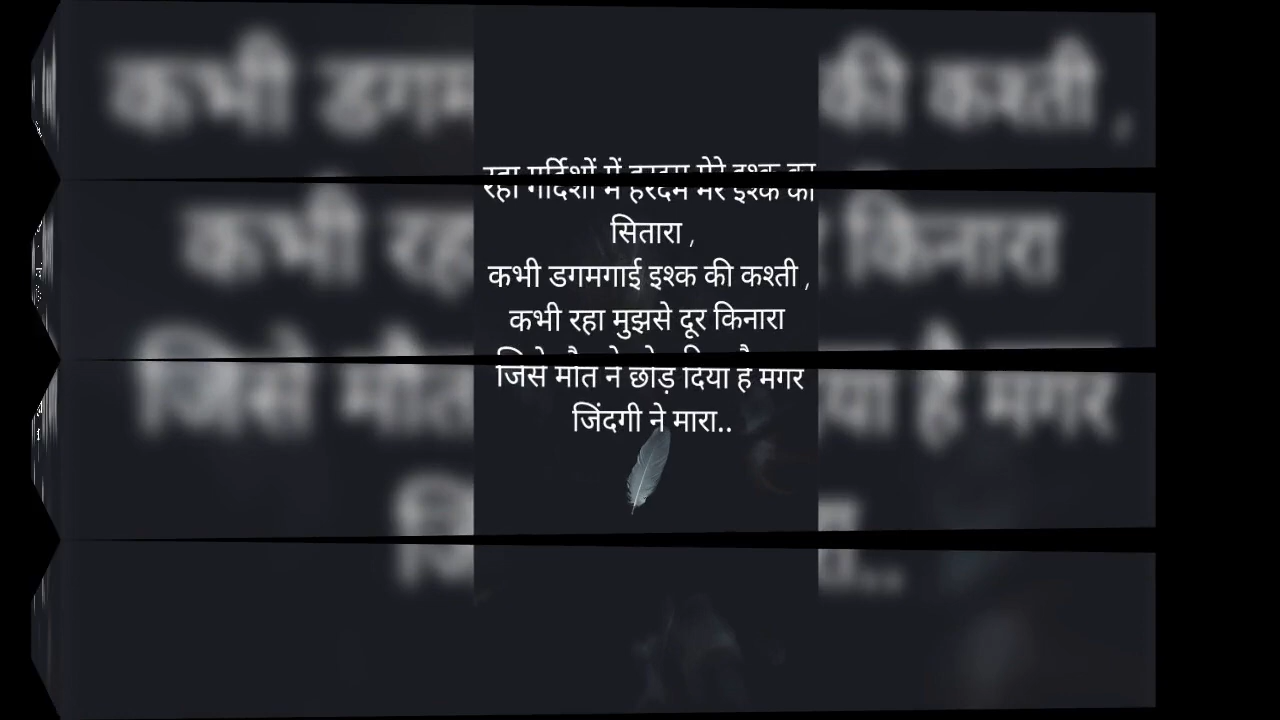 रहा गर्दिशों में हरदम मेरे इश्क का
सितारा ,
कभी डगमगाई इश्क की कश्ती ,
कभी रहा मुझसे दूर किनारा
जिसे मौत ने छोड़ दिया है मगर
जिंदगी ने मारा..